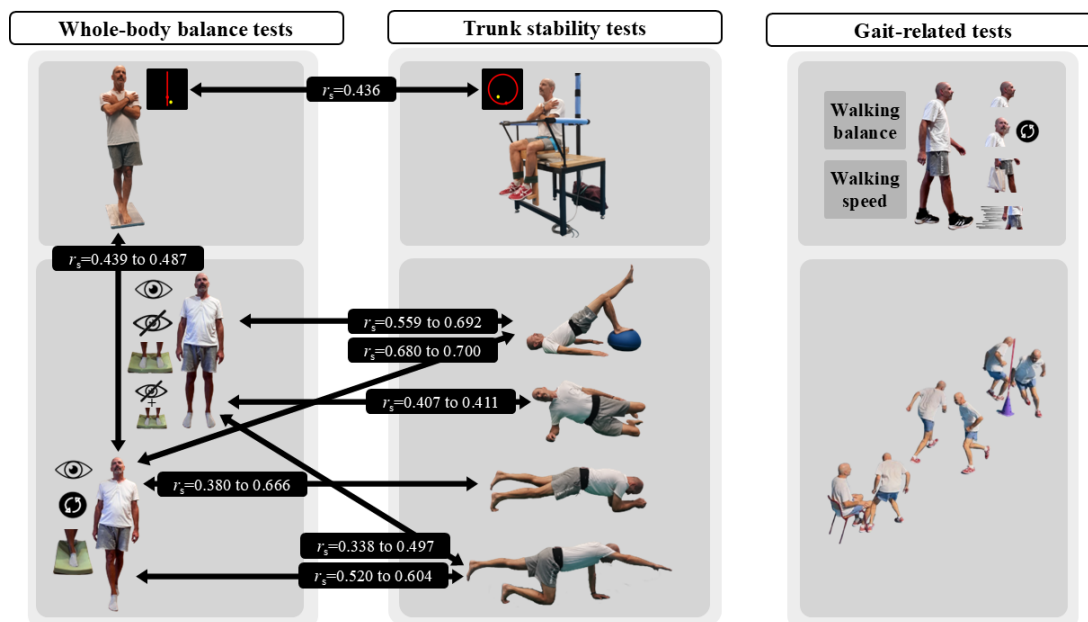 Whole-body balance tests
Trunk stability tests
Gait-related tests
rₛ=0.436
Walking
balance
Walking
speed
rₛ=0.439 to 0.487
rₛ=0.559 to 0.692
rₛ=0.680 to 0.700
+
rₛ=0.407 to 0.411
rₛ=0.380 to 0.666
rₛ=0.338 to 0.497
rₛ=0.520 to 0.604